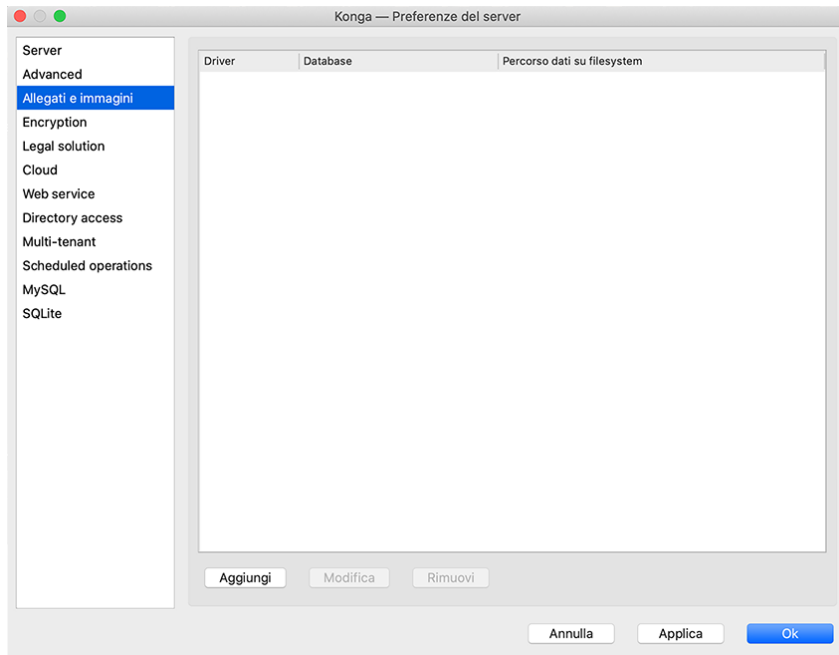 Konga — Preferenze del server
Server
Advanced
Allegati e immagini
Encryption
Legal solution
Cloud
Web service
Directory access
Multi-tenant
Scheduled operations
MySQL
SQLite
Driver Database Percorso dati su filesystem
Aggiungi Modifica Rimuovi
Annulla Applica Ok